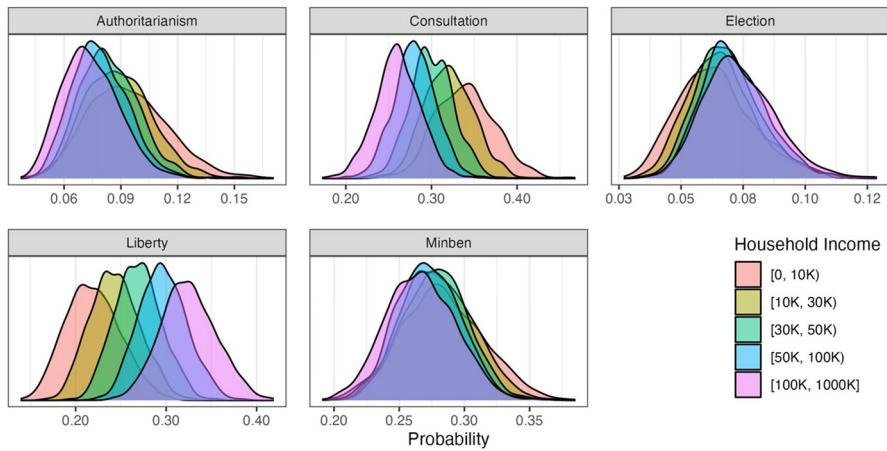 Authoritarianism
Consultation
Election
0.06 0.09 0.12 0.15
0.20 0.30 0.40
0.03 0.05 0.08 0.10 0.12
Liberty
Minben
Household Income
[0, 10K)
[10K, 30K)
[30K, 50K)
[50K, 100K)
[100K, 1000K]
0.20 0.30 0.40
0.20 0.25 0.30 0.35
Probability